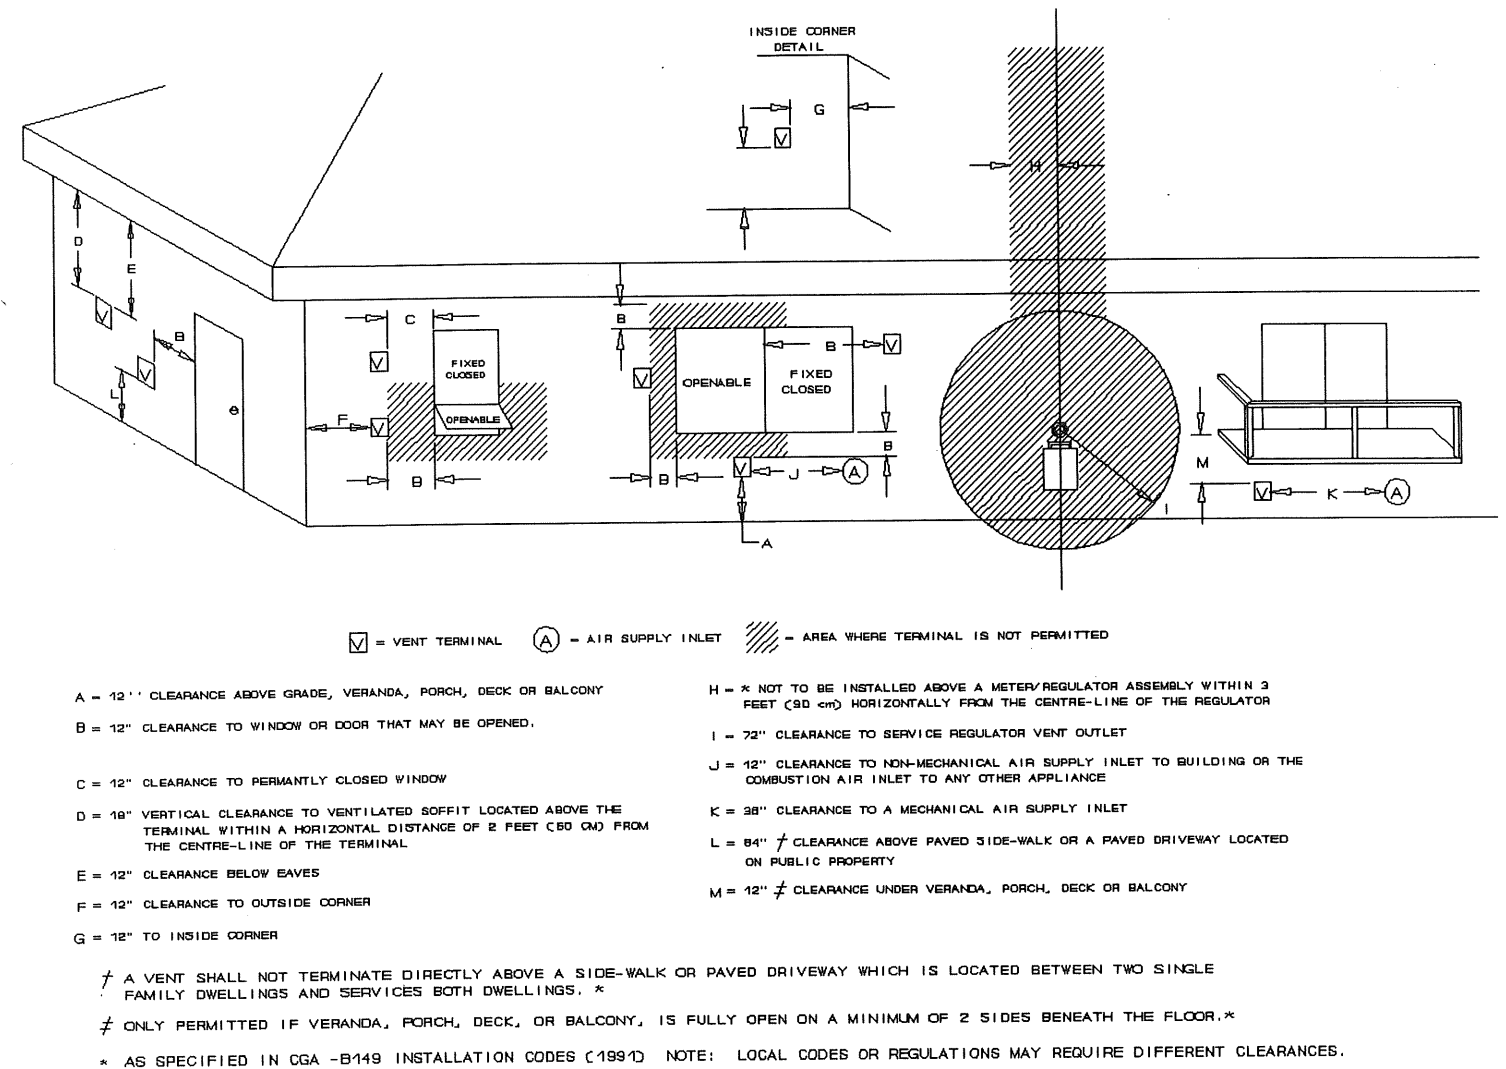 INSIDE CORNER
DETAIL
G
V
H
D
E
V
B
V
L
C
V
FIXED
CLOSED
OPENABLE
F
V
B
B
V
OPENABLE
B
V
FIXED
CLOSED
B
B
V
J
A
A
I
M
V
K
A
V = VENT TERMINAL A = AIR SUPPLY INLET = AREA WHERE TERMINAL IS NOT PERMITTED
A = 12'' CLEARANCE ABOVE GRADE, VERANDA, PORCH, DECK OR BALCONY
B = 12" CLEARANCE TO WINDOW OR DOOR THAT MAY BE OPENED.
C = 12" CLEARANCE TO PERMANTLY CLOSED WINDOW
D = 18" VERTICAL CLEARANCE TO VENTILATED SOFFIT LOCATED ABOVE THE
TERMINAL WITHIN A HORIZONTAL DISTANCE OF 2 FEET (60 CM) FROM
THE CENTRE-LINE OF THE TERMINAL
E = 12" CLEARANCE BELOW EAVES
F = 12" CLEARANCE TO OUTSIDE CORNER
G = 12" TO INSIDE CORNER
H = * NOT TO BE INSTALLED ABOVE A METER/REGULATOR ASSEMBLY WITHIN 3
FEET (90 cm) HORIZONTALLY FROM THE CENTRE-LINE OF THE REGULATOR
I = 72" CLEARANCE TO SERVICE REGULATOR VENT OUTLET
J = 12" CLEARANCE TO NON-MECHANICAL AIR SUPPLY INLET TO BUILDING OR THE
COMBUSTION AIR INLET TO ANY OTHER APPLIANCE
K = 36" CLEARANCE TO A MECHANICAL AIR SUPPLY INLET
L = 84" † CLEARANCE ABOVE PAVED SIDE-WALK OR A PAVED DRIVEWAY LOCATED
ON PUBLIC PROPERTY
M = 12" ‡ CLEARANCE UNDER VERANDA, PORCH, DECK OR BALCONY
† A VENT SHALL NOT TERMINATE DIRECTLY ABOVE A SIDE-WALK OR PAVED DRIVEWAY WHICH IS LOCATED BETWEEN TWO SINGLE
FAMILY DWELLINGS AND SERVICES BOTH DWELLINGS. *
‡ ONLY PERMITTED IF VERANDA, PORCH, DECK, OR BALCONY, IS FULLY OPEN ON A MINIMUM OF 2 SIDES BENEATH THE FLOOR.*
* AS SPECIFIED IN CGA -B149 INSTALLATION CODES (1991) NOTE: LOCAL CODES OR REGULATIONS MAY REQUIRE DIFFERENT CLEARANCES.